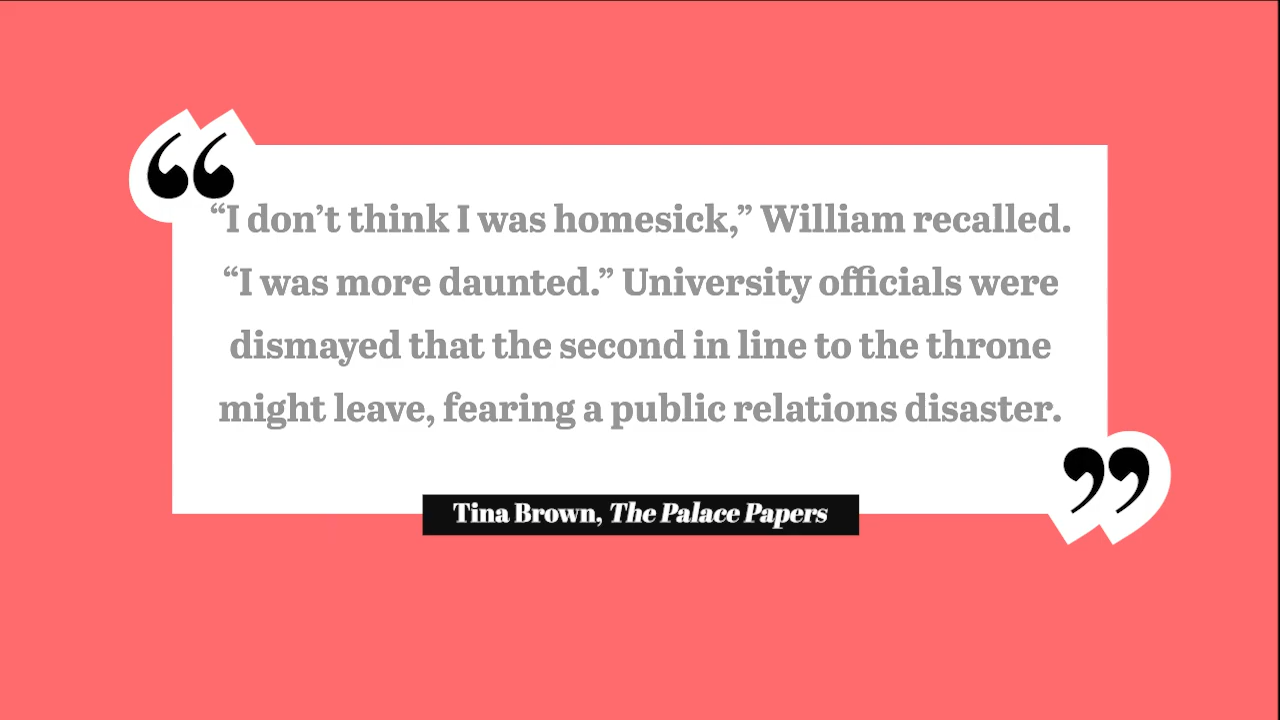 “I don’t think I was homesick,” William recalled.
“I was more daunted.” University officials were
dismayed that the second in line to the throne
might leave, fearing a public relations disaster.
Tina Brown, The Palace Papers